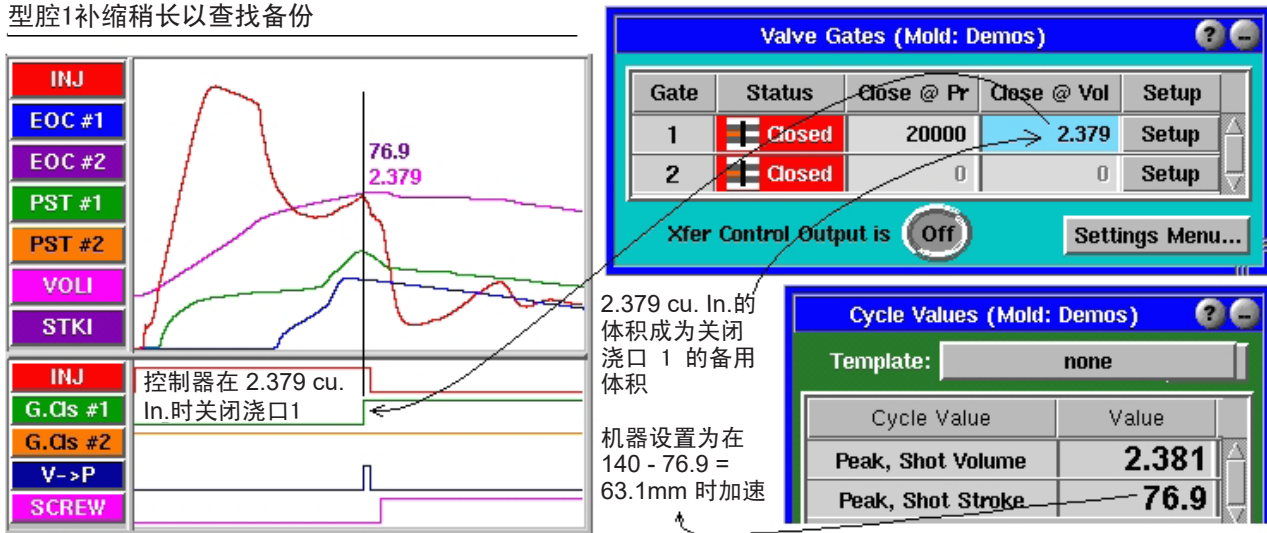 型腔1补缩稍长以查找备份
INJ
EOC #1
EOC #2
PST #1
PST #2
VOLI
STKI
76.9
2.379
INJ
G.Cls #1
G.Cls #2
V->P
SCREW
控制器在 2.379 cu.
In.时关闭浇口1
Valve Gates (Mold: Demos)
? –
Gate Status Close @ Pr Close @ Vol Setup
1 Closed 20000 2.379 Setup
2 Closed 0 0 Setup
Xfer Control Output is Off Settings Menu...
2.379 cu. In.的
体积成为关闭
浇口 1 的备用
体积
机器设置为在
140 - 76.9 =
63.1mm 时加速
Cycle Values (Mold: Demos)
? –
Template: none
Cycle Value Value
Peak, Shot Volume 2.381
Peak, Shot Stroke 76.9